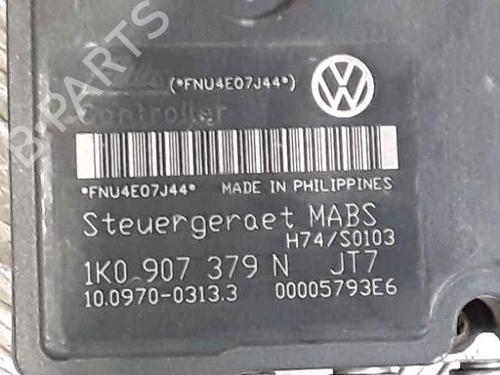 (*FNU4E07J44*)
Controller
*FNU4E07J44* MADE IN PHILIPPINES
Steuergeraet MABS
H74/S0103
1K0 907 379 N JT7
10.0970-0313.3 00005793E6
B-PARTS